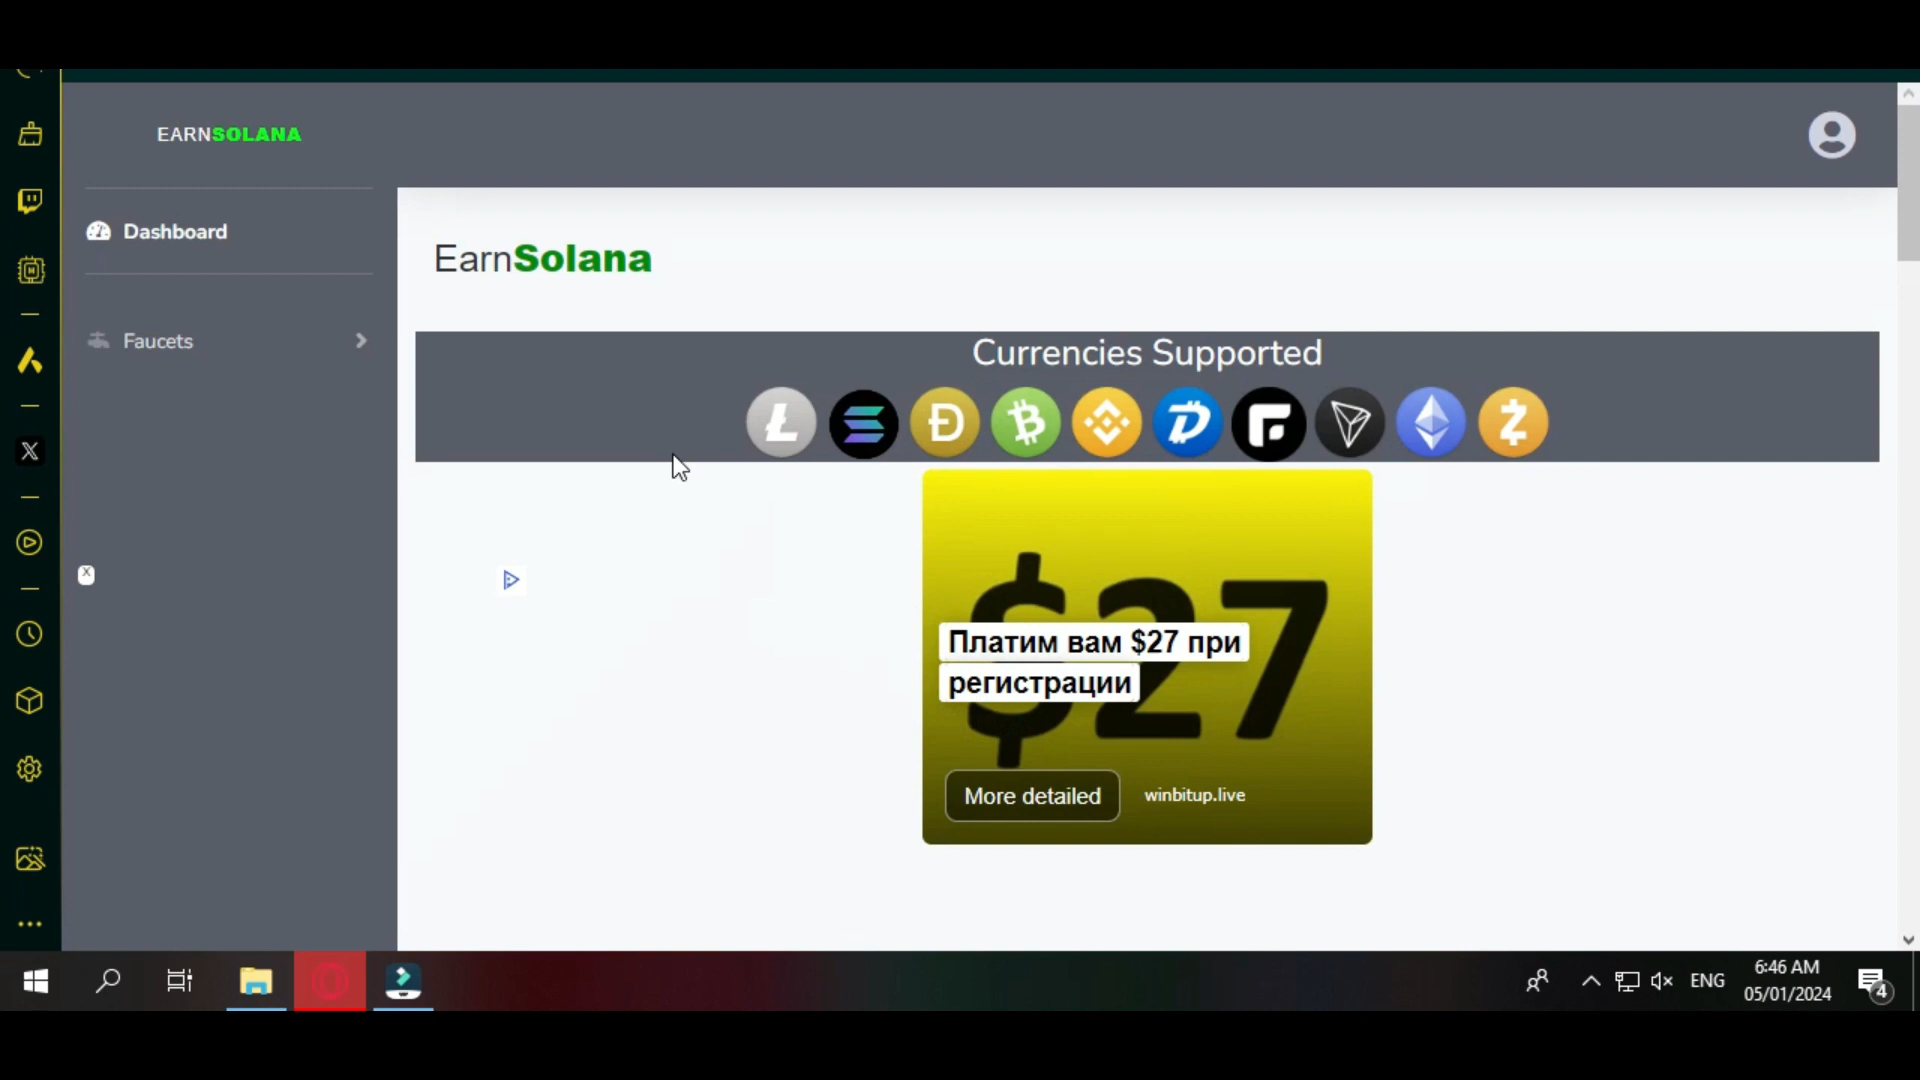 EARNSOLANA
Dashboard
EarnSolana
Faucets
Currencies Supported
$27
Платим вам $27 при
регистрации
More detailed
winbitup.live
X
ENG
6:46 AM
05/01/2024
4